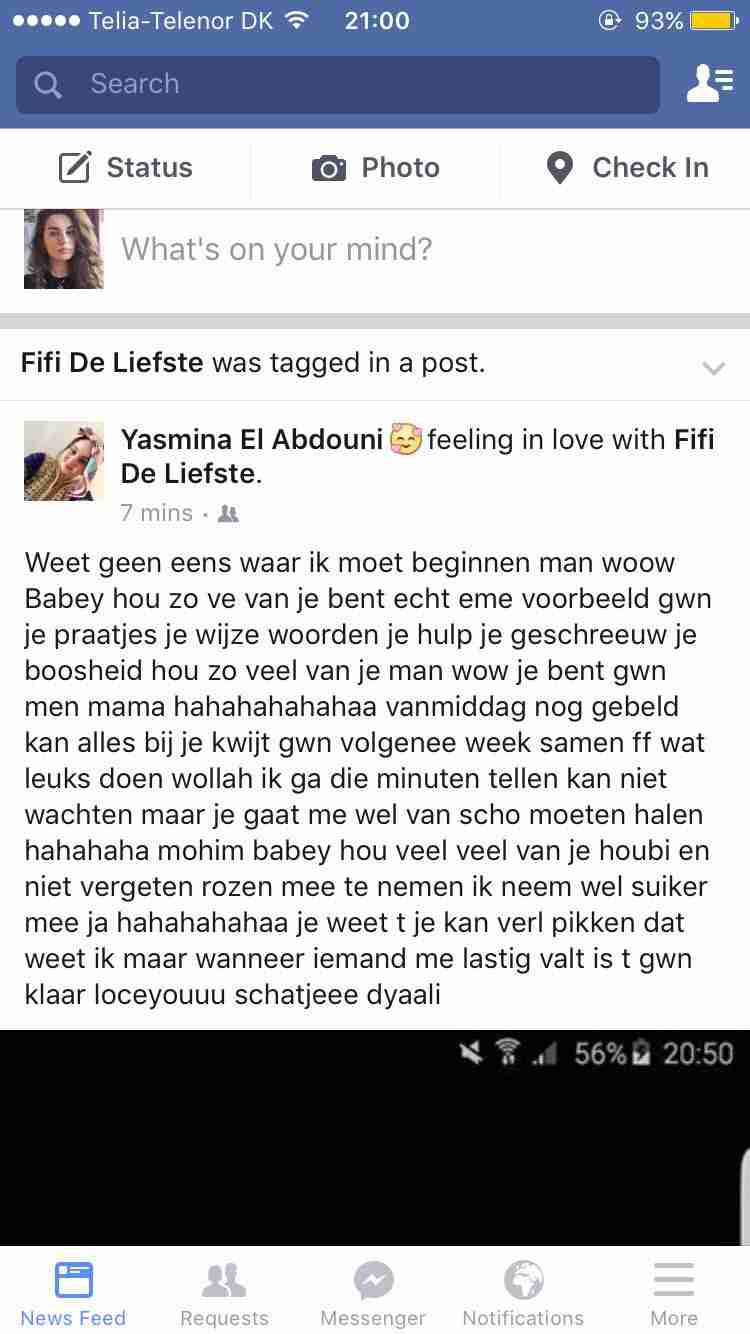 Telia-Telenor DK 21:00 93%
Search
Status Photo Check In
What's on your mind?
Fifi De Liefste was tagged in a post.
Yasmina El Abdouni 🥰 feeling in love with Fifi
De Liefste.
7 mins ·
Weet geen eens waar ik moet beginnen man woow
Babey hou zo ve van je bent echt eme voorbeeld gwn
je praatjes je wijze woorden je hulp je geschreeuw je
boosheid hou zo veel van je man wow je bent gwn
men mama hahahahahahaa vanmiddag nog gebeld
kan alles bij je kwijt gwn volgenee week samen ff wat
leuks doen wollah ik ga die minuten tellen kan niet
wachten maar je gaat me wel van scho moeten halen
hahahaha mohim babey hou veel veel van je houbi en
niet vergeten rozen mee te nemen ik neem wel suiker
mee ja hahahahahaa je weet t je kan verl pikken dat
weet ik maar wanneer iemand me lastig valt is t gwn
klaar loceyouuu schatjeee dyaali
56% 20:50
News Feed Requests Messenger Notifications More